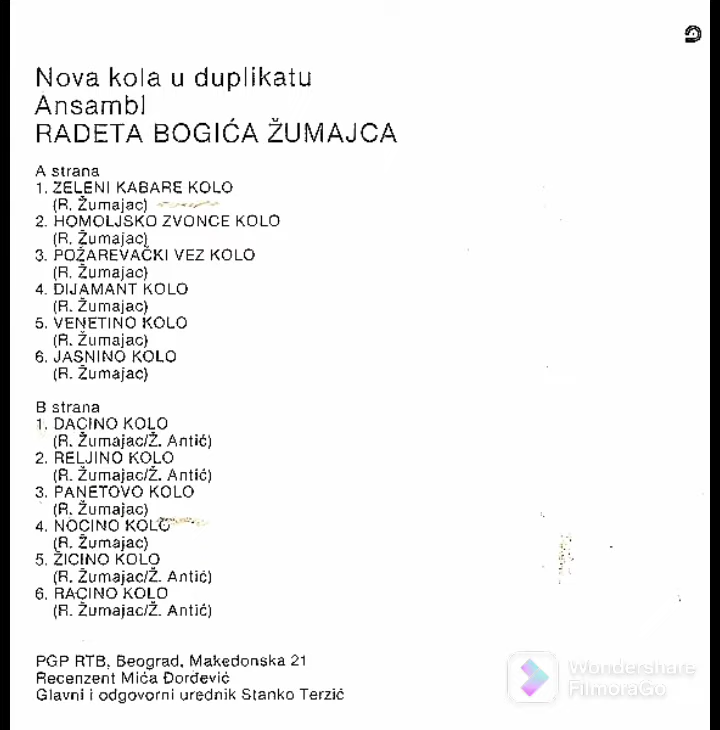 Nova kola u duplikatu
Ansambl
RADETA BOGIĆA ŽUMAJCA
A strana
1. ZELENI KABARE KOLO
(R. Žumajac)
2. HOMOLJSKO ZVONCE KOLO
(R. Žumajac)
3. POŽAREVAČKI VEZ KOLO
(R. Žumajac)
4. DIJAMANT KOLO
(R. Žumajac)
5. VENETINO KOLO
(R. Žumajac)
6. JASNINO KOLO
(R. Žumajac)
B strana
1. DACINO KOLO
(R. Žumajac/Ž. Antić)
2. RELJINO KOLO
(R. Žumajac/Ž. Antić)
3. PANETOVO KOLO
(R. Žumajac)
4. NOCINO KOLO
(R. Žumajac)
5. ŽICINO KOLO
(R. Žumajac/Ž. Antić)
6. RACINO KOLO
(R. Žumajac/Ž. Antić)
PGP RTB, Beograd, Makedonska 21
Recenzent Mića Đorđević
Glavni i odgovorni urednik Stanko Terzić
Wondershare
FilmoraGo